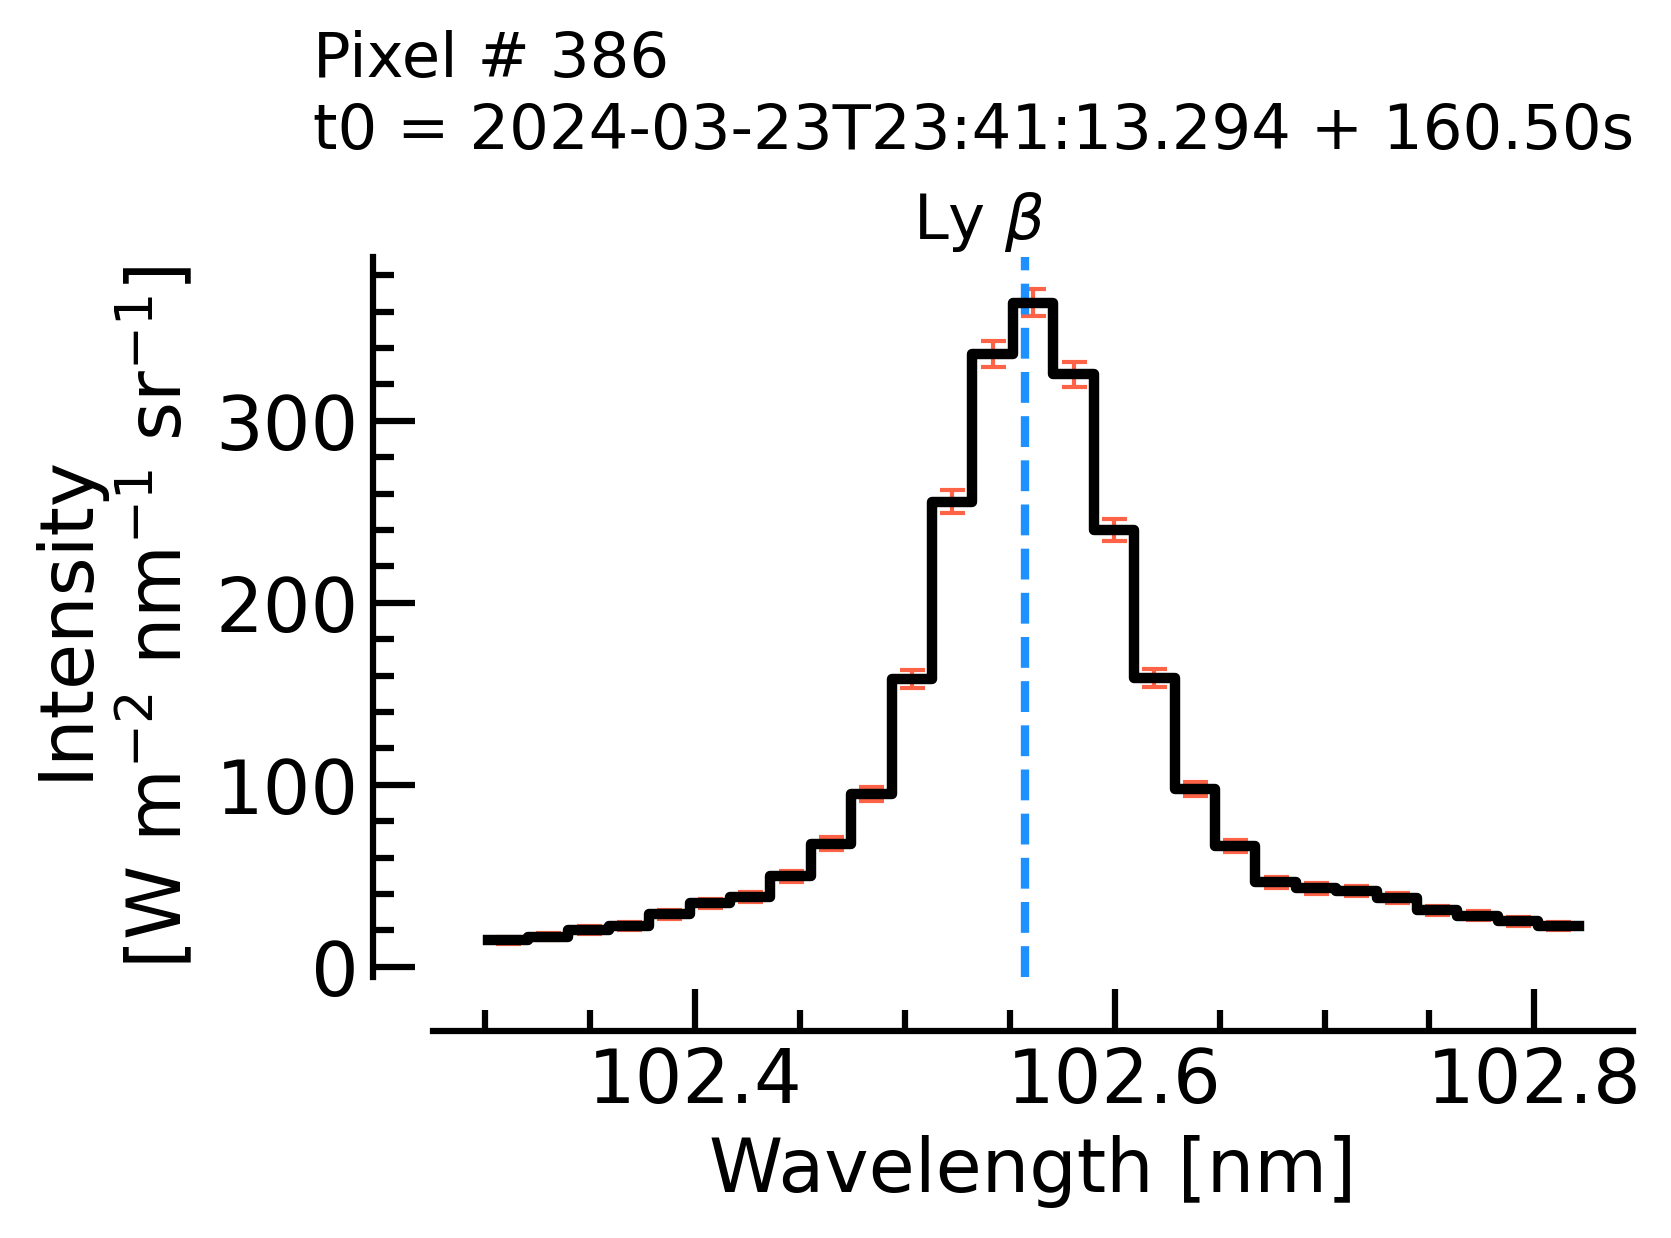 Pixel # 386
t0 = 2024-03-23T23:41:13.294 + 160.50s
Ly β
Intensity
[W m⁻² nm⁻¹ sr⁻¹]
300
200
100
0
102.4 102.6 102.8
Wavelength [nm]